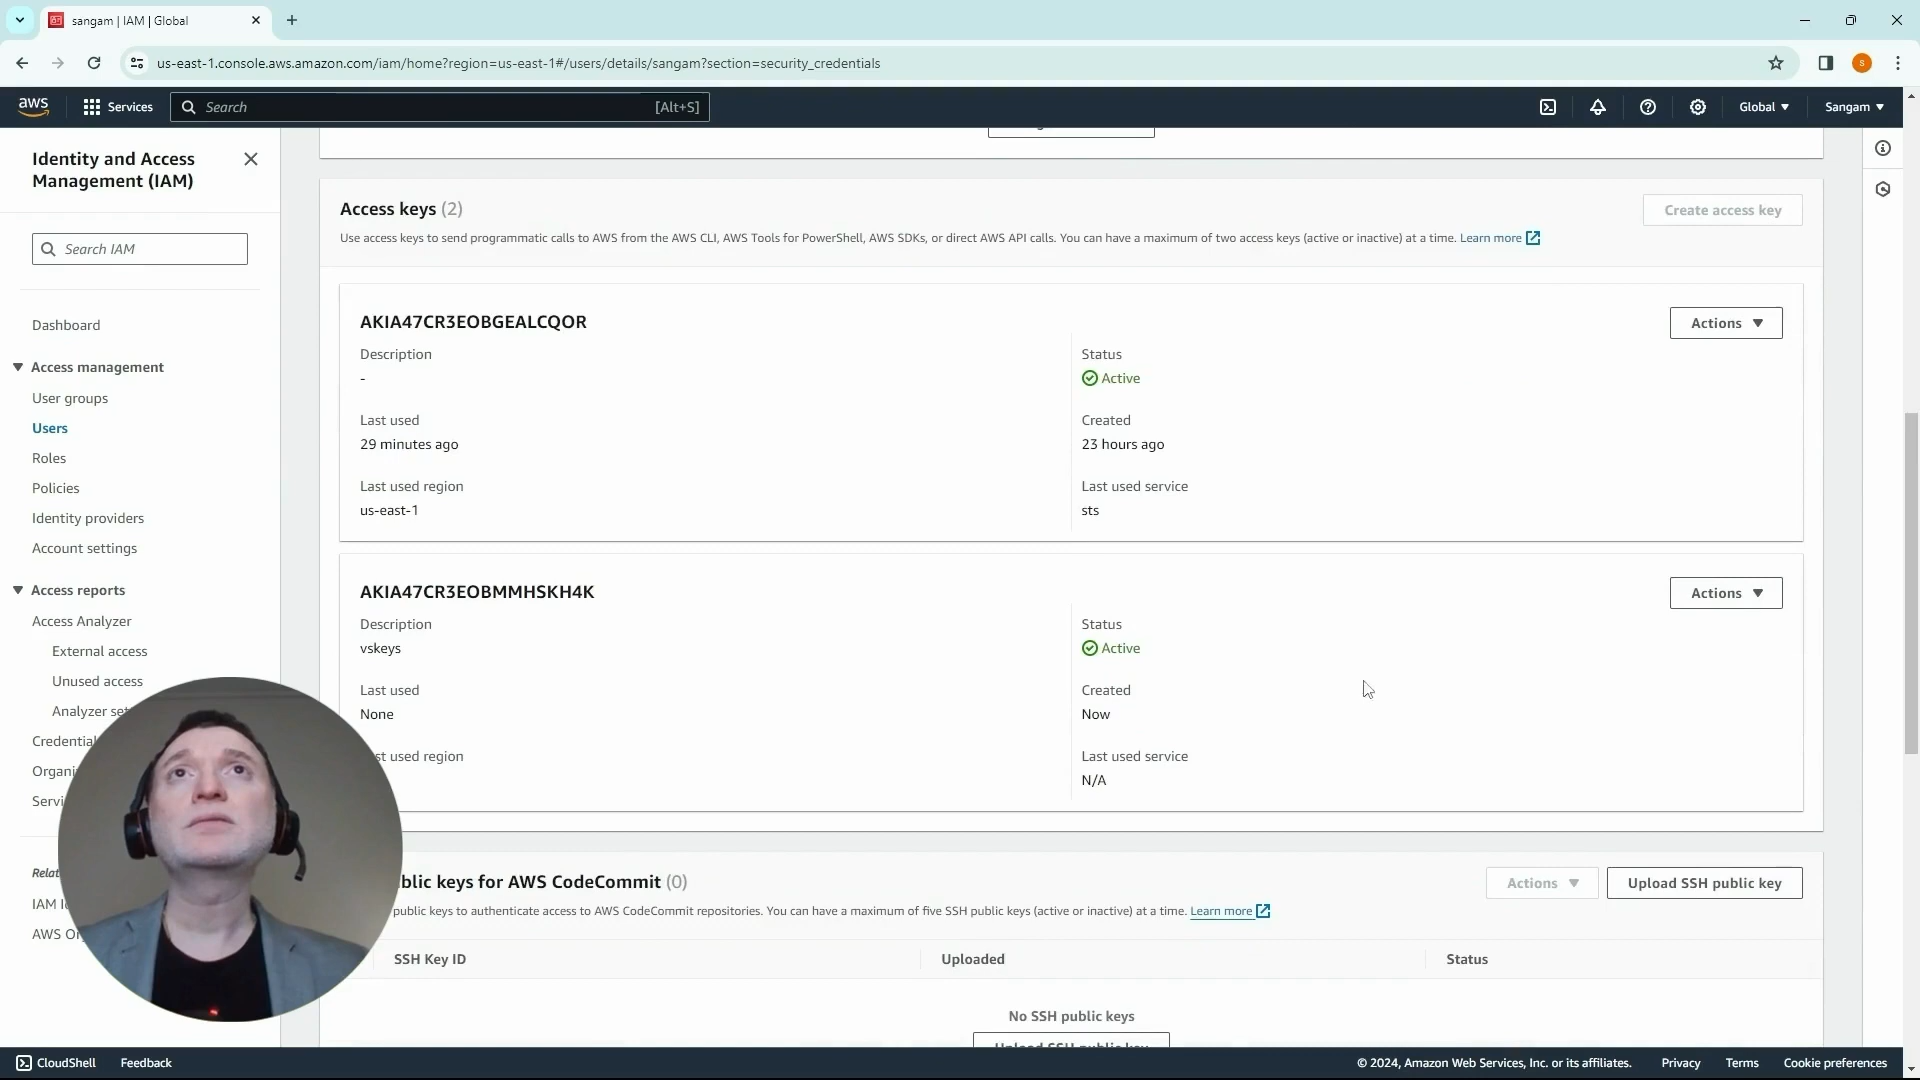 sangam | IAM | Global
us-east-1.console.aws.amazon.com/iam/home?region=us-east-1#/users/details/sangam?section=security_credentials
S
aws
Services
Search
[Alt+S]
Global
Sangam
Identity and Access
Management (IAM)
Search IAM
Dashboard
Access management
User groups
Users
Roles
Policies
Identity providers
Account settings
Access reports
Access Analyzer
External access
Unused access
Analyzer
AWS
Access keys (2)
Create access key
Use access keys to send programmatic calls to AWS from the AWS CLI, AWS Tools for PowerShell, AWS SDKs, or direct AWS API calls. You can have a maximum of two access keys (active or inactive) at a time. Learn more
AKIA47CR3EOBGEALCQOR
Actions
Description
-
Status
Active
Last used
29 minutes ago
Created
23 hours ago
Last used region
us-east-1
Last used service
sts
AKIA47CR3EOBMMHSKH4K
Actions
Description
vskeys
Status
Active
Last used
None
Created
Now
used region
Last used service
N/A
keys for AWS CodeCommit (0)
Actions
Upload SSH public key
public keys to authenticate access to AWS CodeCommit repositories. You can have a maximum of five SSH public keys (active or inactive) at a time. Learn more
SSH Key ID
Uploaded
Status
No SSH public keys
Upload SSH public key
CloudShell
Feedback
© 2024, Amazon Web Services, Inc. or its affiliates.
Privacy
Terms
Cookie preferences